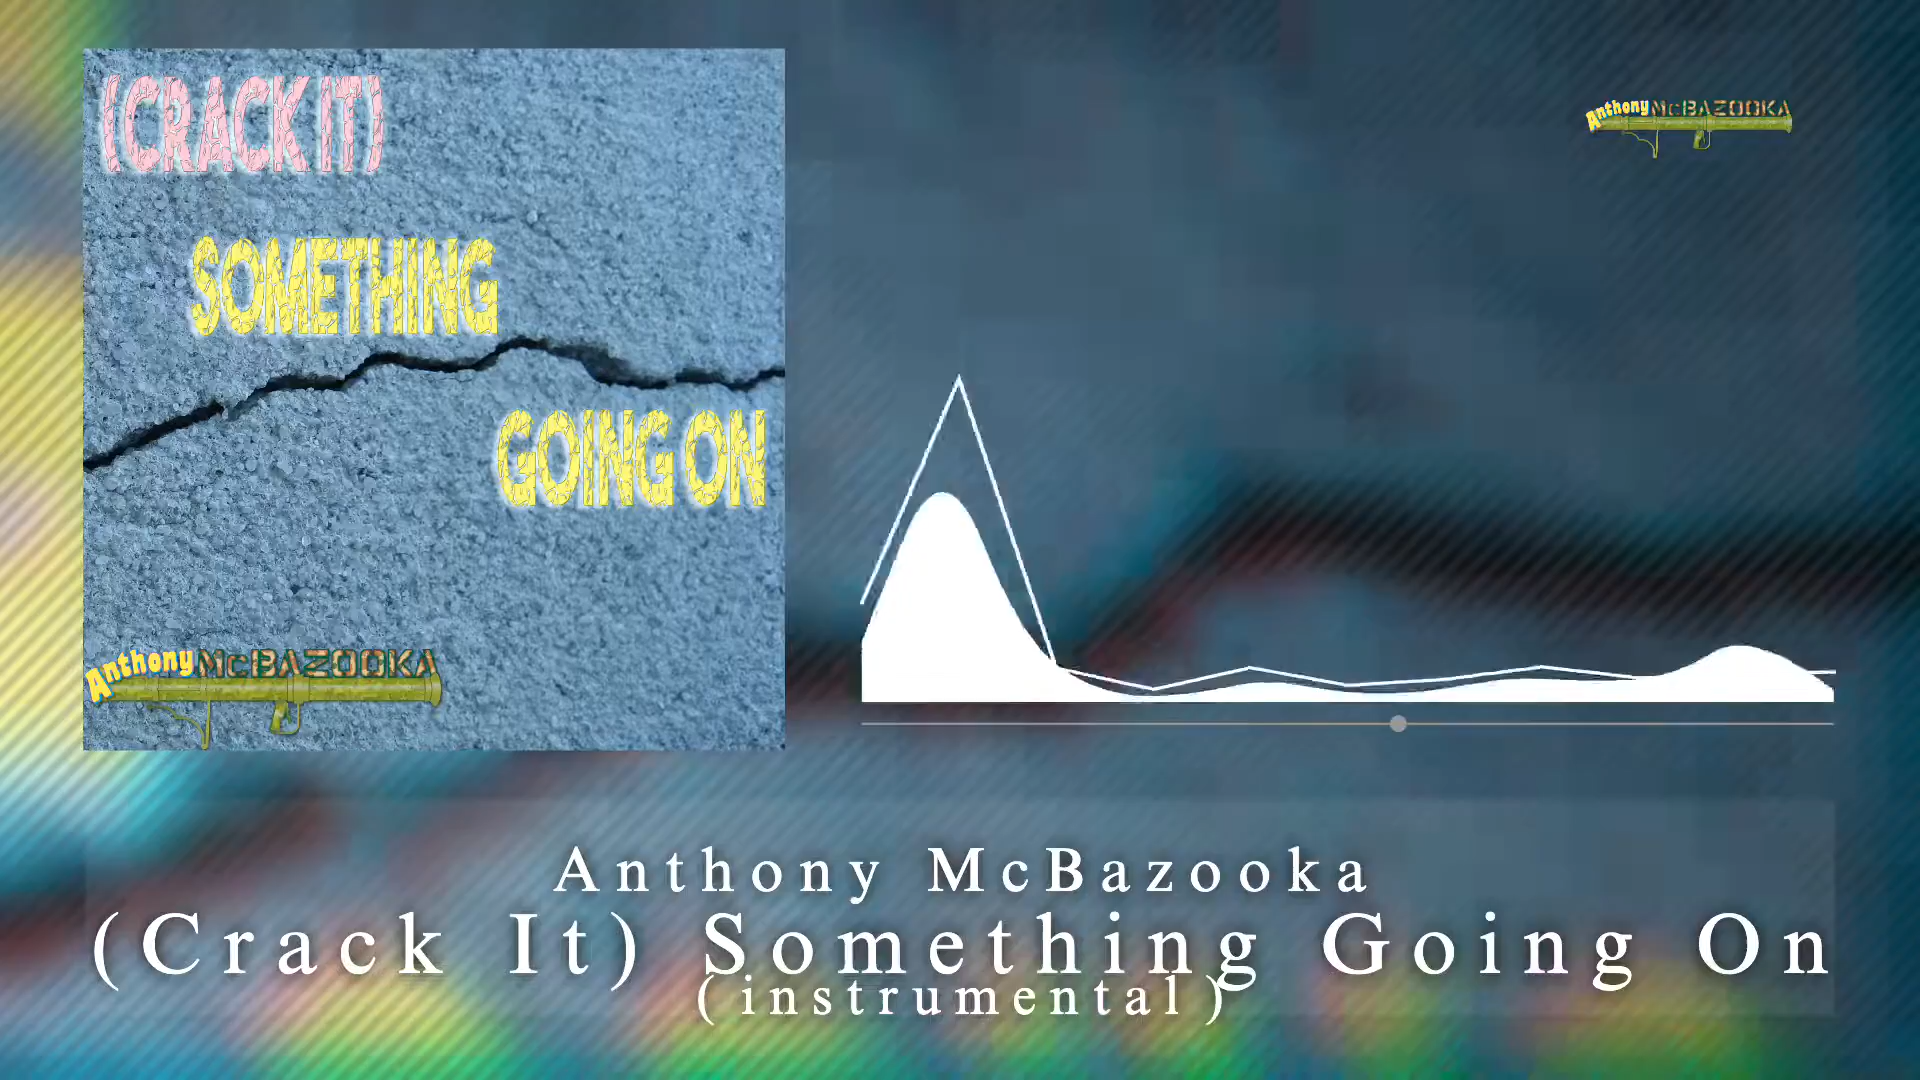 (CRACK IT)
SOMETHING
GOING ON
Anthony McBAZOOKA
Anthony McBAZOOKA
Anthony McBazooka
(Crack It) Something Going On
(instrumental)